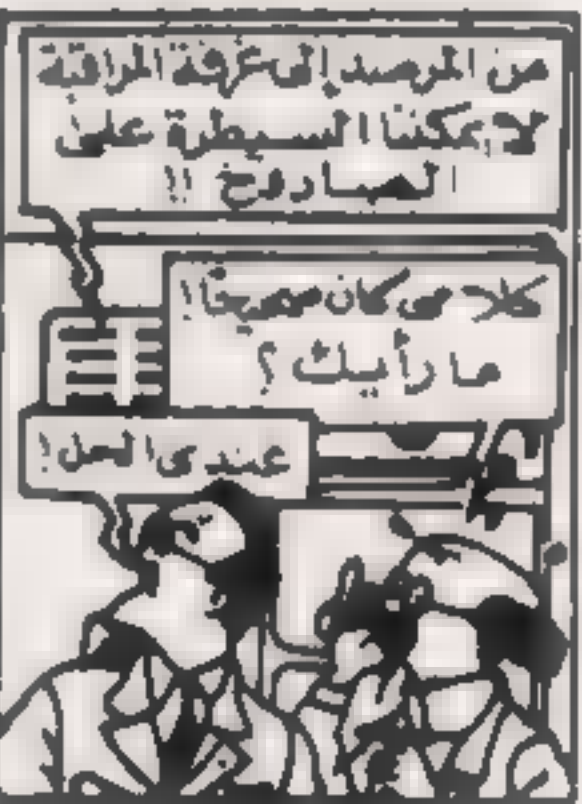 من المرصد إلى غرفة المراقبة
لا يمكننا السيطرة على
الصاروخ !!
كلامي كان صحيحا!
ما رأيك ؟
عندي الحل!